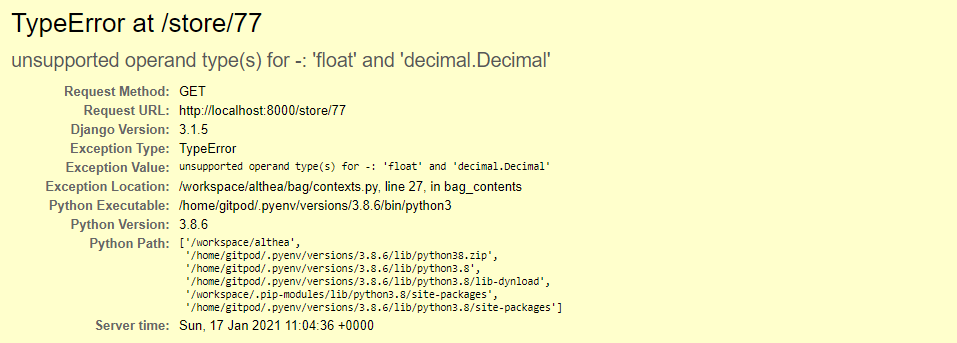 TypeError at /store/77
unsupported operand type(s) for -: 'float' and 'decimal.Decimal'
Request Method: GET
Request URL: http://localhost:8000/store/77
Django Version: 3.1.5
Exception Type: TypeError
Exception Value: unsupported operand type(s) for -: 'float' and 'decimal.Decimal'
Exception Location: /workspace/althea/bag/contexts.py, line 27, in bag_contents
Python Executable: /home/gitpod/.pyenv/versions/3.8.6/bin/python3
Python Version: 3.8.6
Python Path: ['/workspace/althea',
'/home/gitpod/.pyenv/versions/3.8.6/lib/python38.zip',
'/home/gitpod/.pyenv/versions/3.8.6/lib/python3.8',
'/home/gitpod/.pyenv/versions/3.8.6/lib/python3.8/lib-dynload',
'/workspace/.pip-modules/lib/python3.8/site-packages',
'/home/gitpod/.pyenv/versions/3.8.6/lib/python3.8/site-packages']
Server time: Sun, 17 Jan 2021 11:04:36 +0000